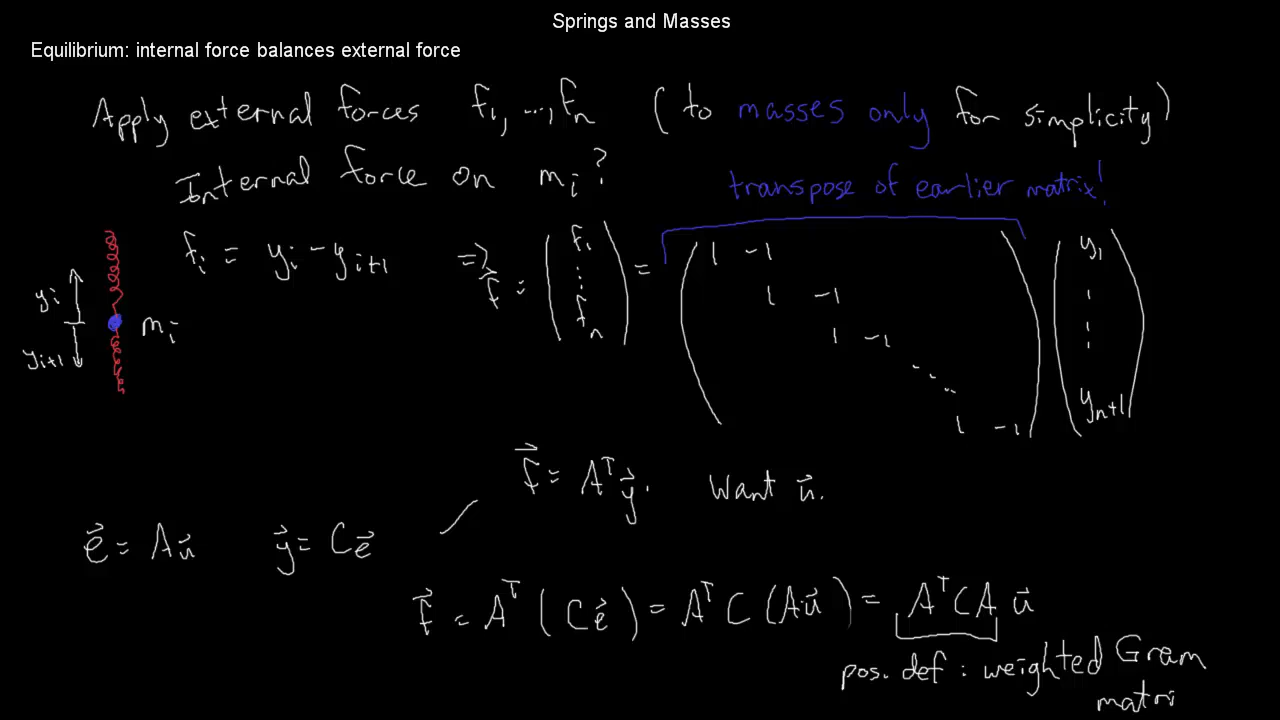 Springs and Masses
Equilibrium: internal force balances external force
Apply external forces f₁, ..., fₙ (to masses only for simplicity)
Internal force on mᵢ?
transpose of earlier matrix!
fᵢ = yᵢ - yᵢ₊₁ => f⃗ = ( f₁ ⋮ fₙ ) = ( 1 -1
1 -1
1 -1
⋱
1 -1 ) ( y₁ ⋮ yₙ₊₁ )
yᵢ
mᵢ
yᵢ₊₁
f⃗ = Aᵀy⃗. Want u⃗.
e⃗ = Au⃗ y⃗ = Ce⃗
f⃗ = Aᵀ(Ce⃗) = AᵀC(Au⃗) = AᵀCA u⃗
pos. def : weighted Gram
matri